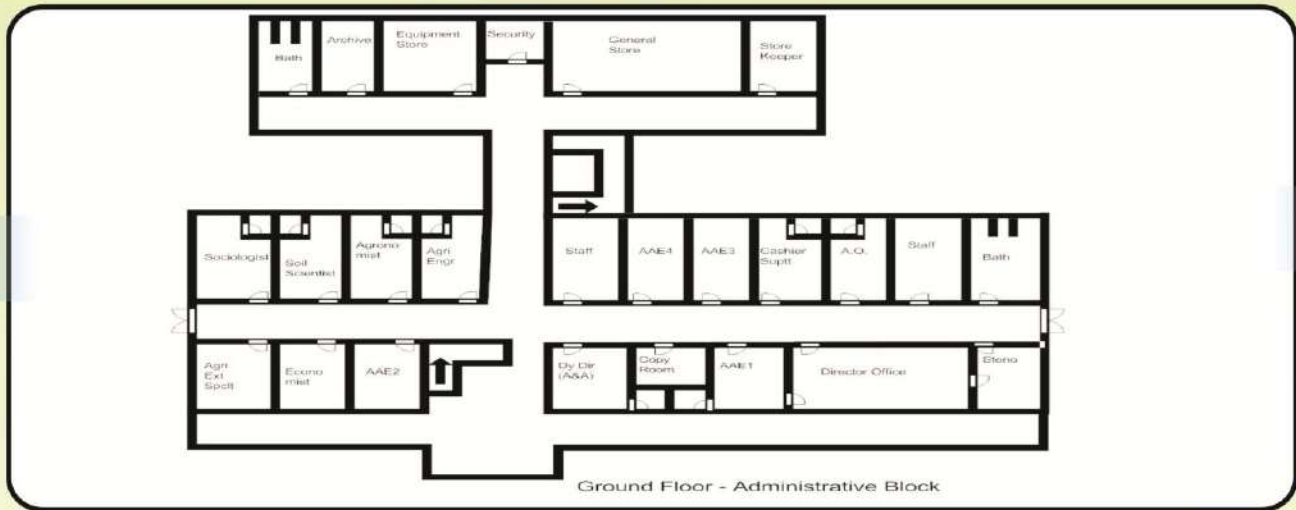 Bath
Archive
Equipment
Store
Security
General
Store
Store
Keeper
Sociologist
Soil
Scientist
Agrono
mist
Agri
Engr
Staff
AAE4
AAE3
Cashier
Suptt
A.O.
Staff
Bath
Agri
Ext
Spclt
Econo
mist
AAE2
Dy Dir
(A&A)
Copy
Room
AAE1
Director Office
Steno
Ground Floor - Administrative Block